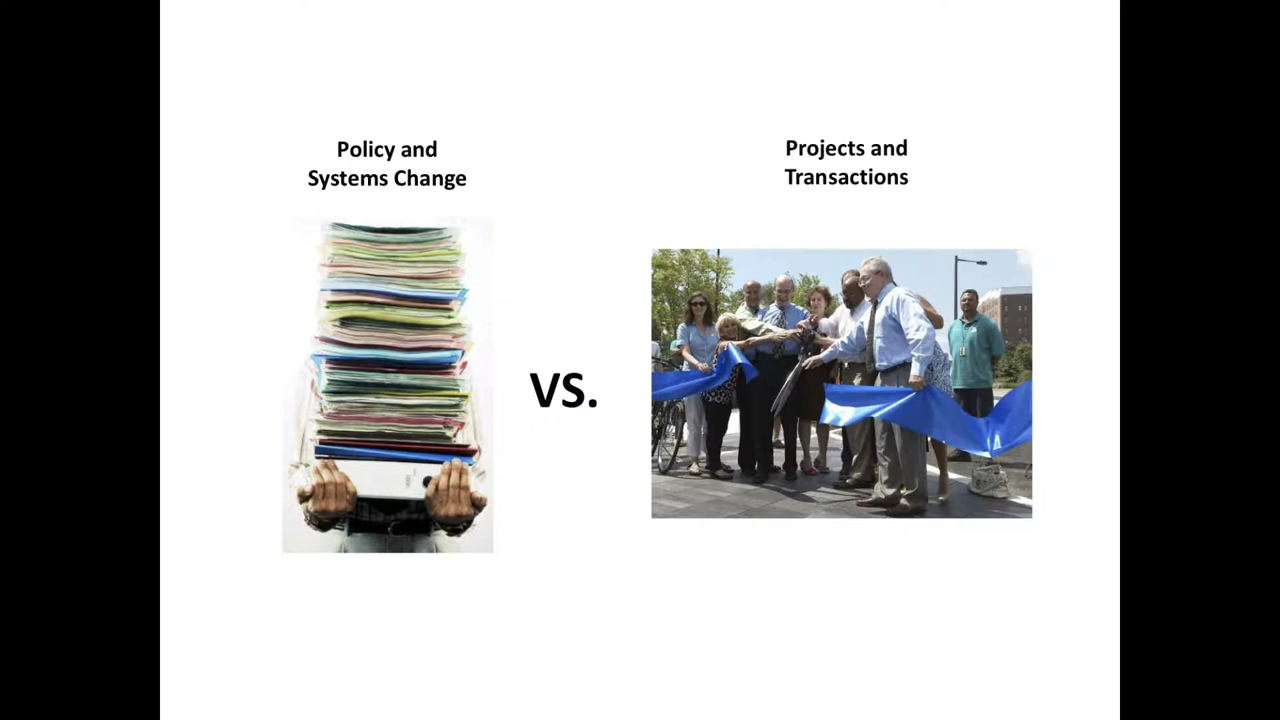 Policy and
Systems Change
VS.
Projects and
Transactions